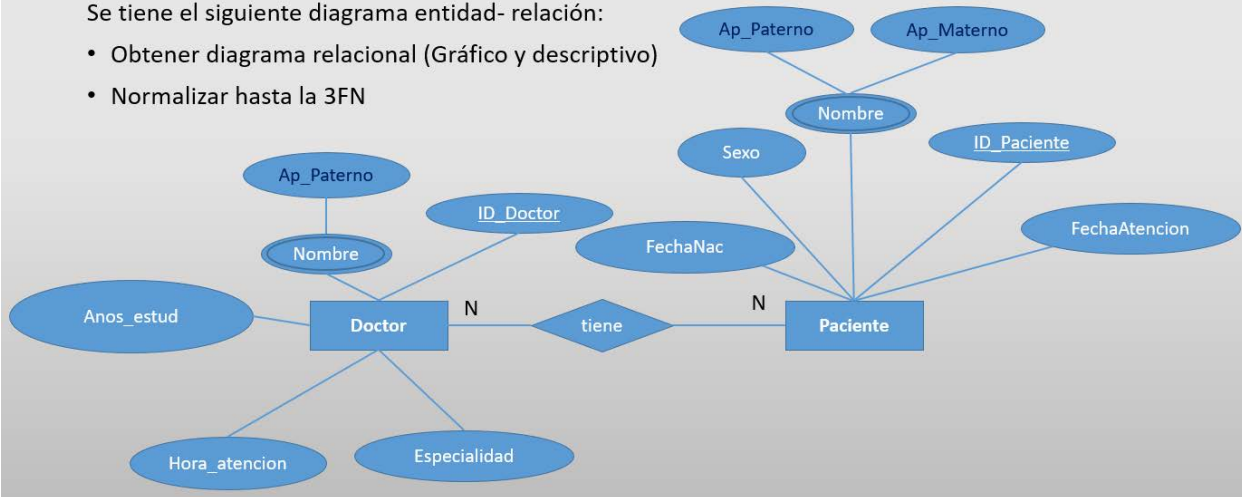 Se tiene el siguiente diagrama entidad- relación:
• Obtener diagrama relacional (Gráfico y descriptivo)
• Normalizar hasta la 3FN
Ap_Paterno
Ap_Materno
Nombre
Sexo
ID_Paciente
Ap_Paterno
ID_Doctor
FechaAtencion
Nombre
FechaNac
Anos_estud
Doctor
N
tiene
N
Paciente
Hora_atencion
Especialidad